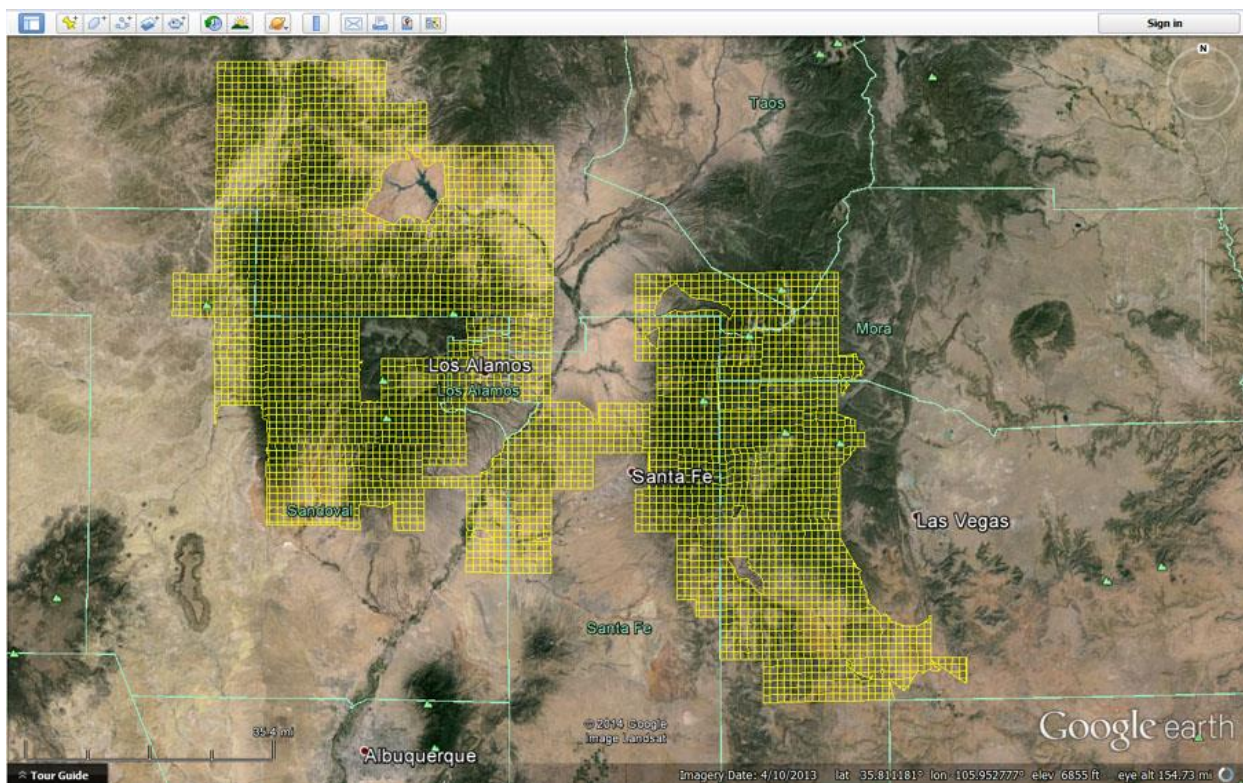 Sign in
N
Taos
Mora
Los Alamos
Los Alamos
Santa Fe
Sandoval
Las Vegas
Santa Fe
© 2014 Google
Image Landsat
Google earth
35.4 mi
Albuquerque
Tour Guide
Imagery Date: 4/10/2013 lat 35.811181° lon -105.952777° elev 6855 ft eye alt 154.73 mi